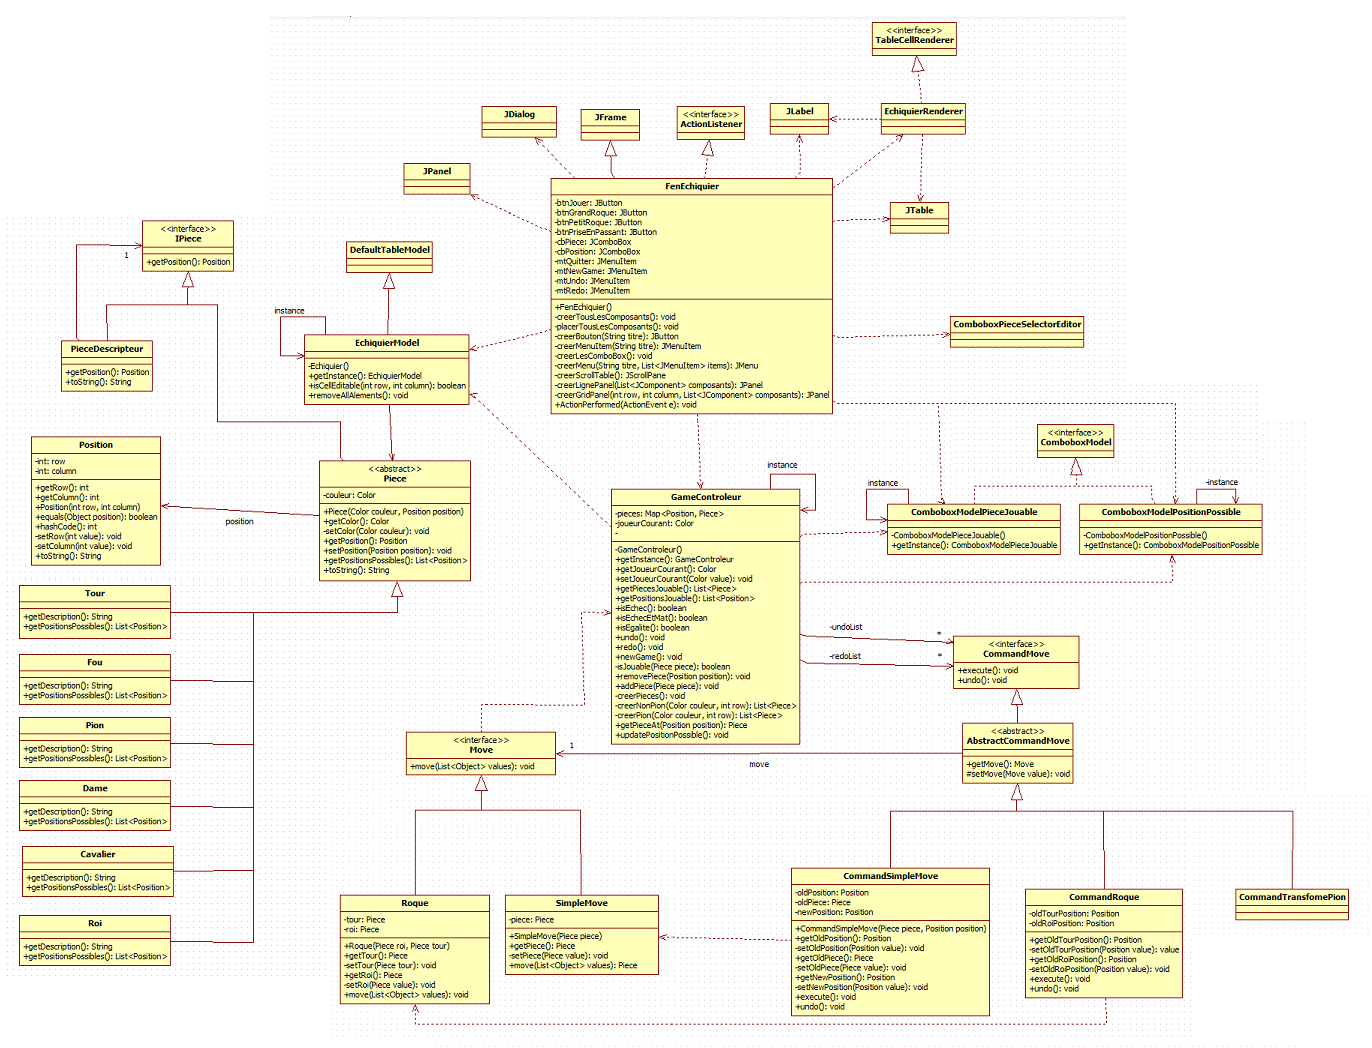 <<interface>>
TableCellRenderer
JDialog
JFrame
<<interface>>
ActionListener
JLabel
EchiquierRenderer
JPanel
FenEchiquier
-btnJouer: JButton
-btnGrandRoque: JButton
-btnPetitRoque: JButton
-btnPriseEnPassant: JButton
-cbPiece: JComboBox
-cbPosition: JComboBox
-mtQuitter: JMenuItem
-mtNewGame: JMenuItem
-mtUndo: JMenuItem
-mtRedo: JMenuItem
+FenEchiquier()
-creerTousLesComposants(): void
-placerTousLesComposants(): void
-creerBouton(String titre): JButton
-creerMenuItem(String titre): JMenuItem
-creerLesComboBox(): void
-creerMenu(String titre, List<JMenuItem> items): JMenu
-creerScrollTable(): JScrollPane
-creerLignePanel(List<JComponent> composants): JPanel
-creerGridPanel(int row, int column, List<JComponent> composants): JPanel
+ActionPerformed(ActionEvent e): void
JTable
<<interface>>
IPiece
+getPosition(): Position
1
DefaultTableModel
instance
EchiquierModel
-Echiquier()
+getInstance(): EchiquierModel
+isCellEditable(int row, int column): boolean
+removeAllAlements(): void
ComboboxPieceSelectorEditor
PieceDescripteur
+getPosition(): Position
+toString(): String
Position
-int: row
-int: column
+getRow(): int
+getColumn(): int
+Position(int row, int column)
+equals(Object position): boolean
+hashCode(): int
-setRow(int value): void
-setColumn(int value): void
+toString(): String
position
<<abstract>>
Piece
-couleur: Color
+Piece(Color couleur, Position position)
+getColor(): Color
-setColor(Color couleur): void
+getPosition(): Position
+setPosition(Position position): void
+getPositionsPossibles(): List<Position>
+toString(): String
<<interface>>
ComboboxModel
instance
GameControleur
-pieces: Map<Position, Piece>
-joueurCourant: Color
-
-GameControleur()
+getInstance(): GameControleur
+getJoueurCourant(): Color
+setJoueurCourant(Color value): void
+getPiecesJouable(): List<Piece>
+getPositionsJouable(): List<Position>
+isEchec(): boolean
+isEchecEtMat(): boolean
+isEgalite(): boolean
+undo(): void
+redo(): void
+newGame(): void
-isJouable(Piece piece): boolean
+removePiece(Position position): void
+addPiece(Piece piece): void
-creerPieces(): void
-creerNonPion(Color couleur, int row): List<Piece>
-creerPion(Color couleur, int row): List<Piece>
+getPieceAt(Position position): Piece
+updatePositionPossible(): void
instance
ComboboxModelPieceJouable
-ComboboxModelPieceJouable()
+getInstance(): ComboboxModelPieceJouable
-instance
ComboboxModelPositionPossible
-ComboboxModelPositionPossible()
+getInstance(): ComboboxModelPositionPossible
Tour
+getDescription(): String
+getPositionsPossibles(): List<Position>
Fou
+getDescription(): String
+getPositionsPossibles(): List<Position>
Pion
+getDescription(): String
+getPositionsPossibles(): List<Position>
Dame
+getDescription(): String
+getPositionsPossibles(): List<Position>
Cavalier
+getDescription(): String
+getPositionsPossibles(): List<Position>
Roi
+getDescription(): String
+getPositionsPossibles(): List<Position>
-undoList
*
-redoList
*
<<interface>>
CommandMove
+execute(): void
+undo(): void
<<interface>>
Move
+move(List<Object> values): void
1
move
<<abstract>>
AbstractCommandMove
+getMove(): Move
#setMove(Move value): void
Roque
-tour: Piece
-roi: Piece
+Roque(Piece roi, Piece tour)
+getTour(): Piece
-setTour(Piece tour): void
+getRoi(): Piece
-setRoi(Piece value): void
+move(List<Object> values): void
SimpleMove
-piece: Piece
+SimpleMove(Piece piece)
+getPiece(): Piece
-setPiece(Piece value): void
+move(List<Object> values): Piece
CommandSimpleMove
-oldPosition: Position
-oldPiece: Piece
-newPosition: Position
+CommandSimpleMove(Piece piece, Position position)
+getOldPosition(): Position
-setOldPosition(Position value): void
+getOldPiece(): Piece
-setOldPiece(Piece value): void
+getNewPosition(): Position
-setNewPosition(Position value): void
+execute(): void
+undo(): void
CommandRoque
-oldTourPosition: Position
-oldRoiPosition: Position
+getOldTourPosition(): Position
-setOldTourPosition(Position value): value
+getOldRoiPosition(): Position
-setOldRoiPosition(Position value): void
+execute(): void
+undo(): void
CommandTransfomePion